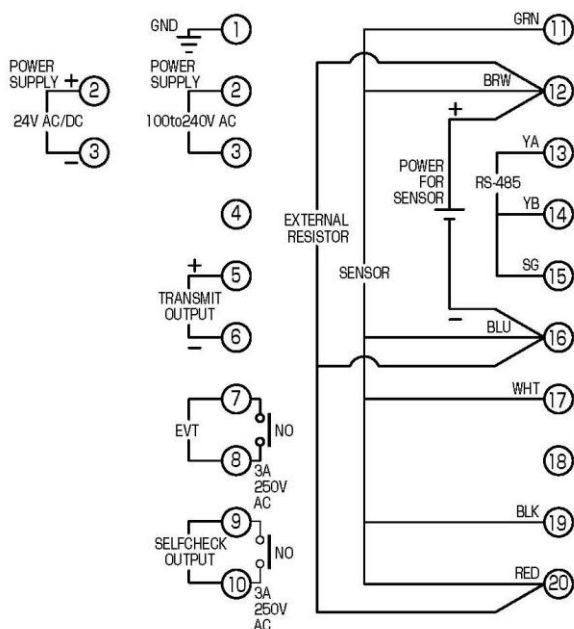 GND
1
POWER
SUPPLY +
2
24V AC/DC
3
–
POWER
SUPPLY
2
100to240V AC
3
4
+
5
TRANSMIT
OUTPUT
6
–
7
EVT
NO
8
3A
250V
AC
9
SELFCHECK
OUTPUT
NO
10
3A
250V
AC
EXTERNAL
RESISTOR
SENSOR
+
POWER
FOR
SENSOR
–
RS-485
GRN
11
BRW
12
YA
13
YB
14
SG
15
BLU
16
WHT
17
18
BLK
19
RED
20